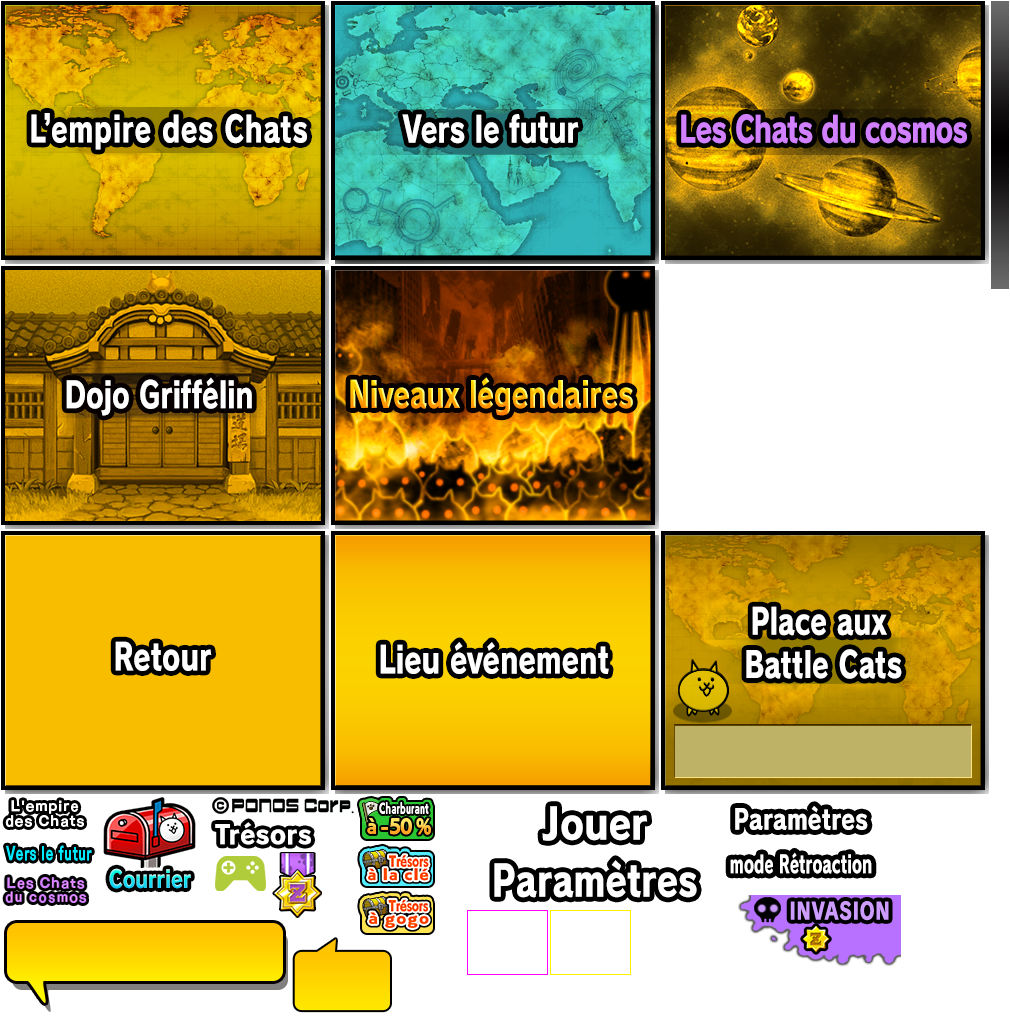 L'empire des Chats
Vers le futur
Les Chats du cosmos
Dojo Griffélin
Niveaux légendaires
Retour
Lieu événement
Place aux
Battle Cats
L'empire
des Chats
Vers le futur
Les Chats
du cosmos
Courrier
© PONOS Corp.
Trésors
Z
Charburant
à -50 %
Trésors
à la clé
Trésors
à gogo
Jouer
Paramètres
Paramètres
mode Rétroaction
INVASION
Z